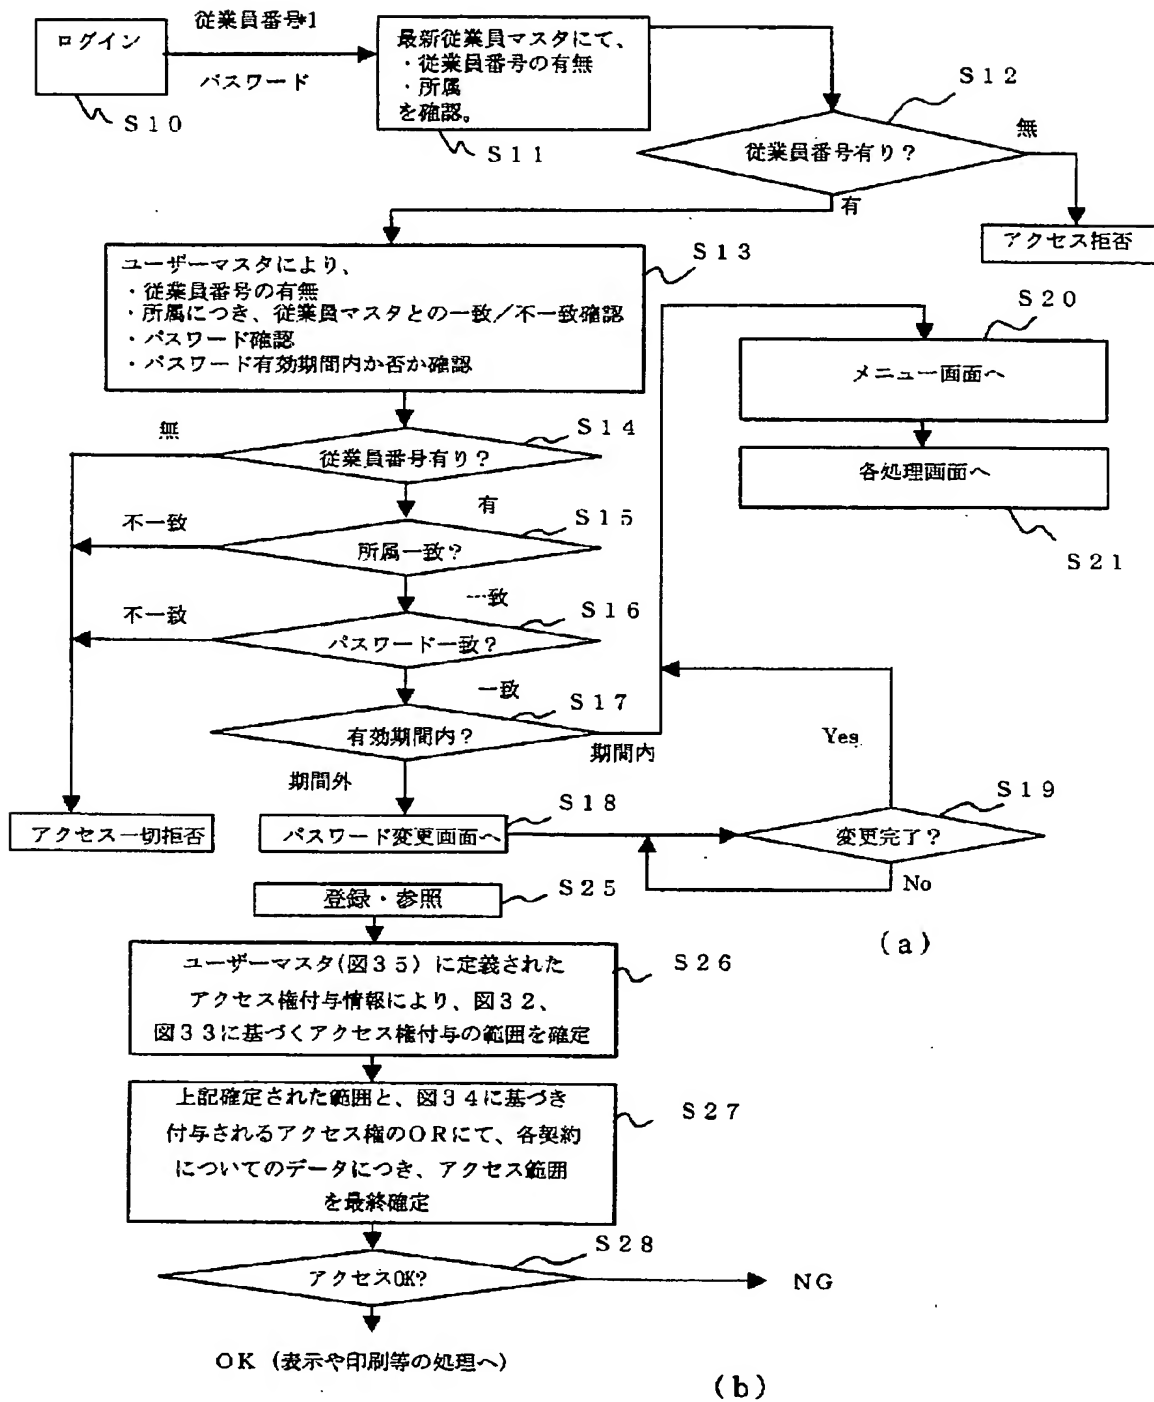 ログイン
従業員番号*1
パスワード
S10
最新従業員マスタにて、
・従業員番号の有無
・所属
を確認。
S11
S12
従業員番号有り？
無
有
アクセス拒否
S13
ユーザーマスタにより、
・従業員番号の有無
・所属につき、従業員マスタとの一致／不一致確認
・パスワード確認
・パスワード有効期間内か否か確認
S20
メニュー画面へ
各処理画面へ
S21
無
S14
従業員番号有り？
有
不一致
S15
所属一致？
一致
不一致
S16
パスワード一致？
一致
S17
有効期間内？
期間内
期間外
Yes
アクセス一切拒否
S18
パスワード変更画面へ
S19
変更完了？
No
(a)
S25
登録・参照
S26
ユーザーマスタ(図３５)に定義された
アクセス権付与情報により、図３２、
図３３に基づくアクセス権付与の範囲を確定
S27
上記確定された範囲と、図３４に基づき
付与されるアクセス権のＯＲにて、各契約
についてのデータにつき、アクセス範囲
を最終確定
S28
アクセスOK?
NG
OK (表示や印刷等の処理へ)
(b)